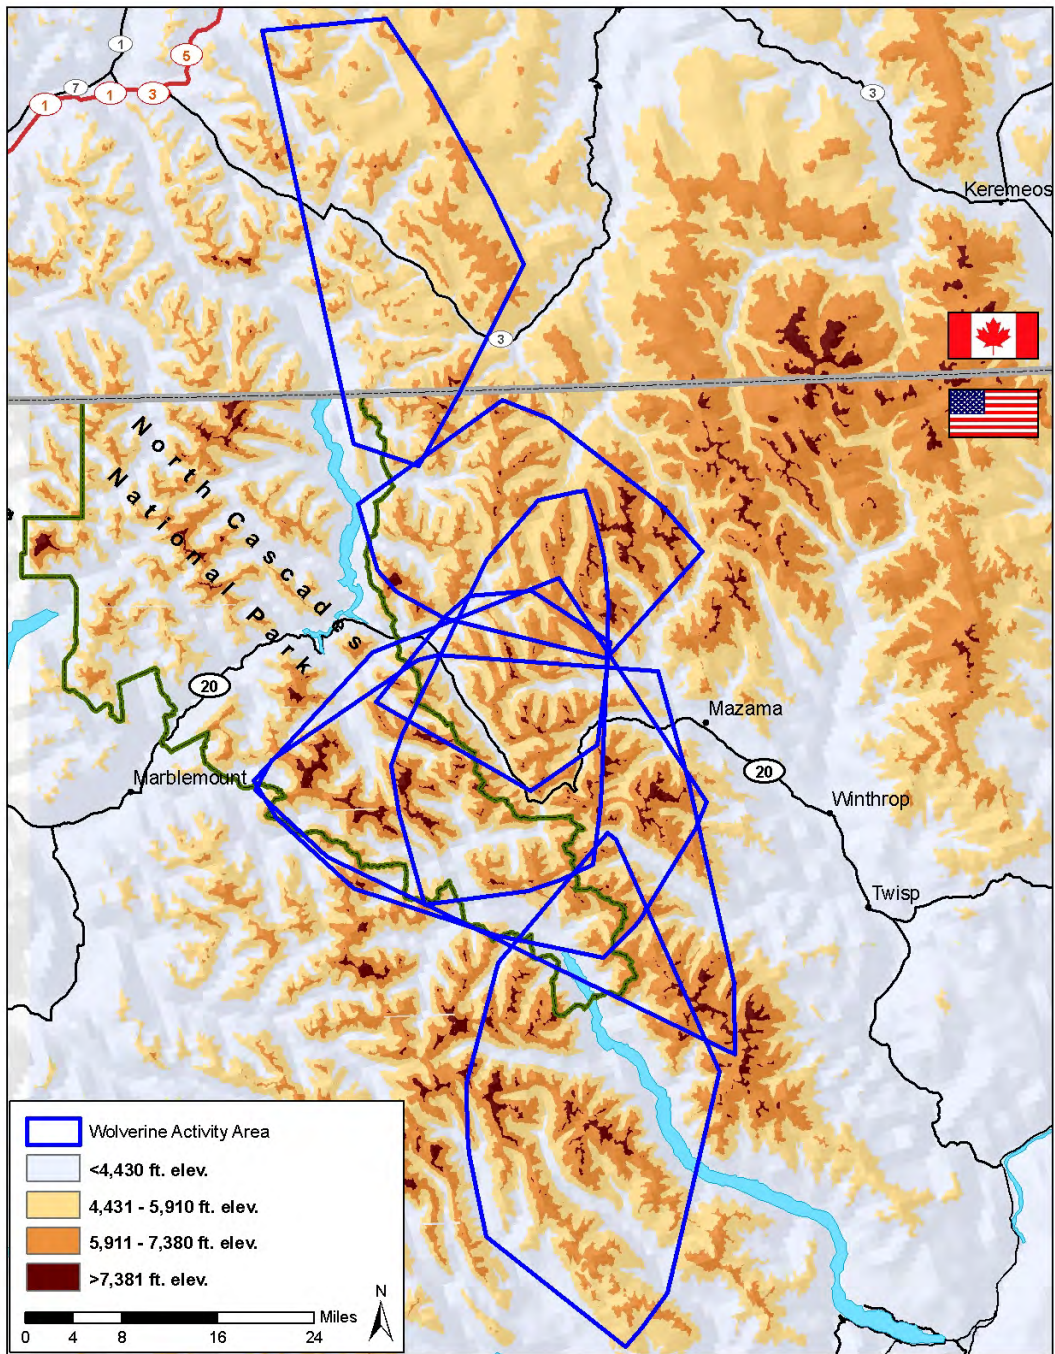 1
5
7
1
1
3
3
Keremeos
3
North Cascades
National Park
20
Mazama
Marblemount
20
Winthrop
Twisp
Wolverine Activity Area
<4,430 ft. elev.
4,431 - 5,910 ft. elev.
5,911 - 7,380 ft. elev.
>7,381 ft. elev.
N
Miles
0 4 8 16 24